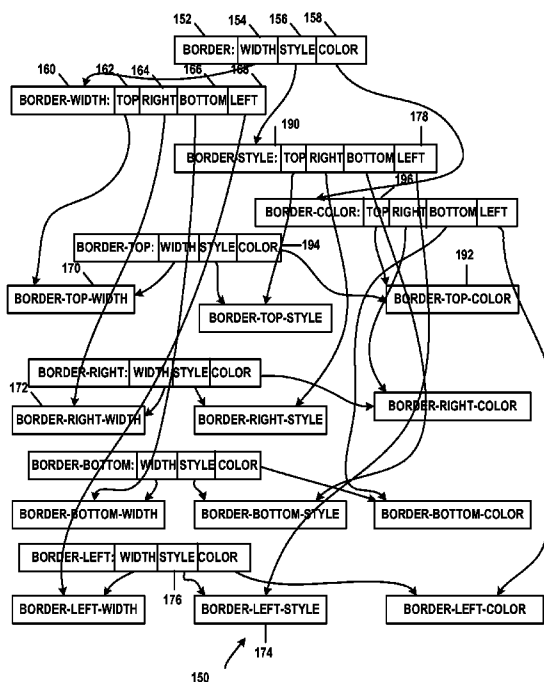 152 154 156 158
BORDER: WIDTH STYLE COLOR
160 162 164 166 168
BORDER-WIDTH: TOP RIGHT BOTTOM LEFT
190 178
BORDER-STYLE: TOP RIGHT BOTTOM LEFT
196
BORDER-COLOR: TOP RIGHT BOTTOM LEFT
BORDER-TOP: WIDTH STYLE COLOR 194
170 192
BORDER-TOP-WIDTH BORDER-TOP-COLOR
BORDER-TOP-STYLE
BORDER-RIGHT: WIDTH STYLE COLOR
172
BORDER-RIGHT-WIDTH BORDER-RIGHT-STYLE BORDER-RIGHT-COLOR
BORDER-BOTTOM: WIDTH STYLE COLOR
BORDER-BOTTOM-WIDTH BORDER-BOTTOM-STYLE BORDER-BOTTOM-COLOR
BORDER-LEFT: WIDTH STYLE COLOR
176
BORDER-LEFT-WIDTH BORDER-LEFT-STYLE BORDER-LEFT-COLOR
174
150